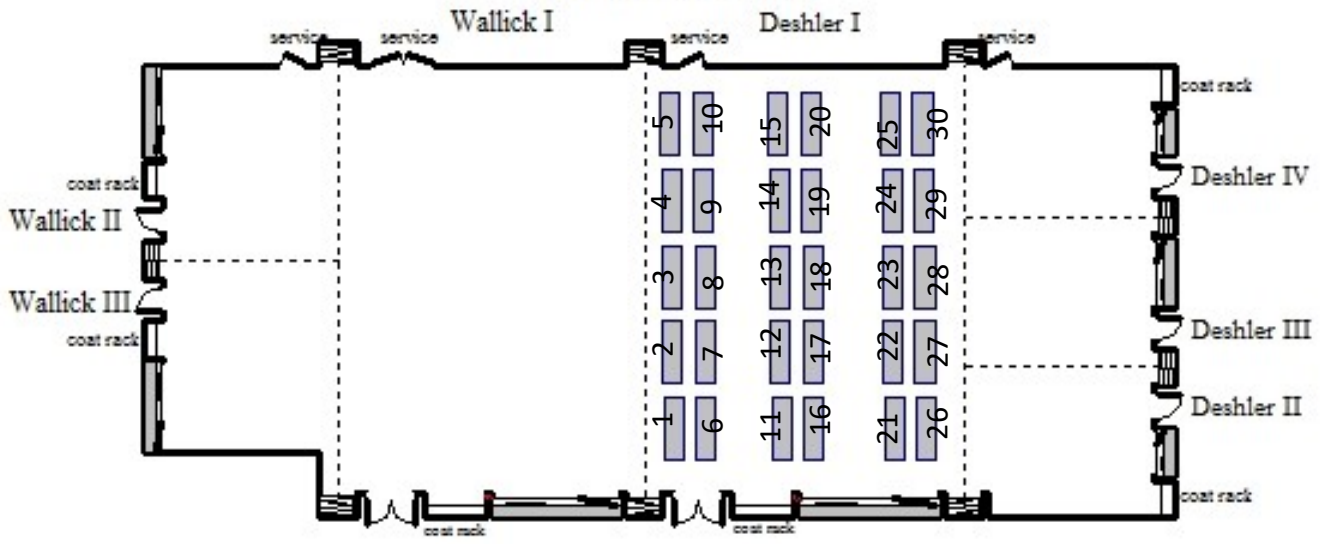 Wallick I
Deshler I
service
service
service
service
coat rack
5
10
15
20
25
30
coat rack
Deshler IV
4
9
14
19
24
29
Wallick II
3
8
13
18
23
28
Wallick III
coat rack
Deshler III
2
7
12
17
22
27
Deshler II
1
6
11
16
21
26
coat rack
coat rack
coat rack